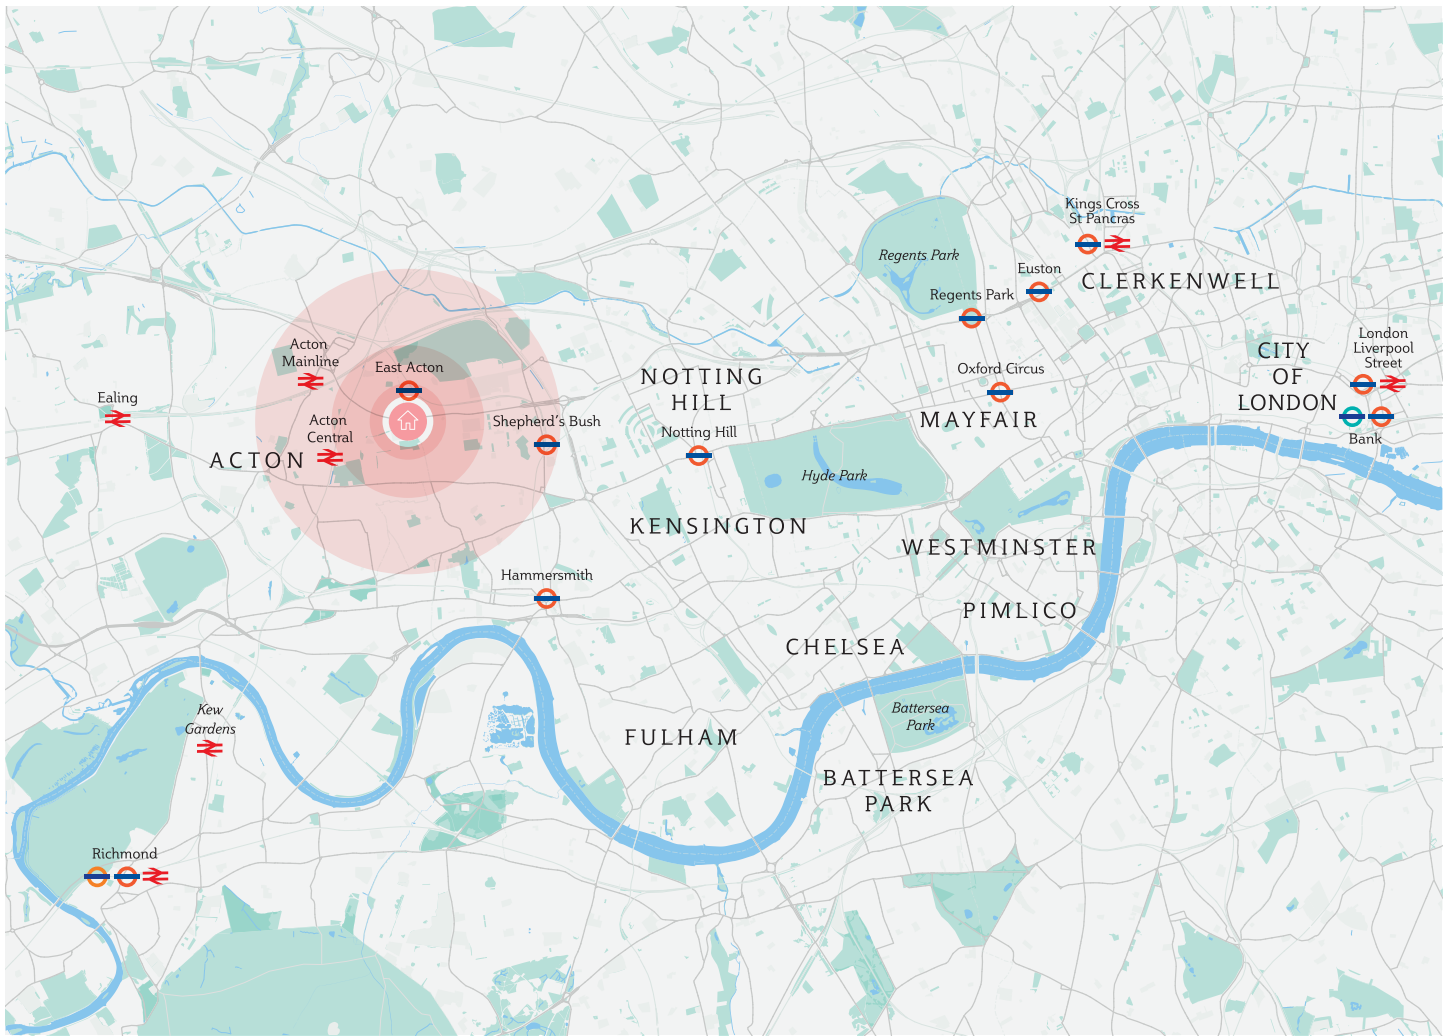 Kings Cross
St Pancras
Regents Park
Euston
CLERKENWELL
Regents Park
London
Liverpool
Street
Acton
Mainline
East Acton
CITY
OF
LONDON
Oxford Circus
NOTTING
HILL
Ealing
MAYFAIR
Acton
Central
Shepherd's Bush
Notting Hill
Bank
ACTON
Hyde Park
KENSINGTON
WESTMINSTER
Hammersmith
PIMLICO
CHELSEA
Kew
Gardens
Battersea
Park
FULHAM
BATTERSEA
PARK
Richmond